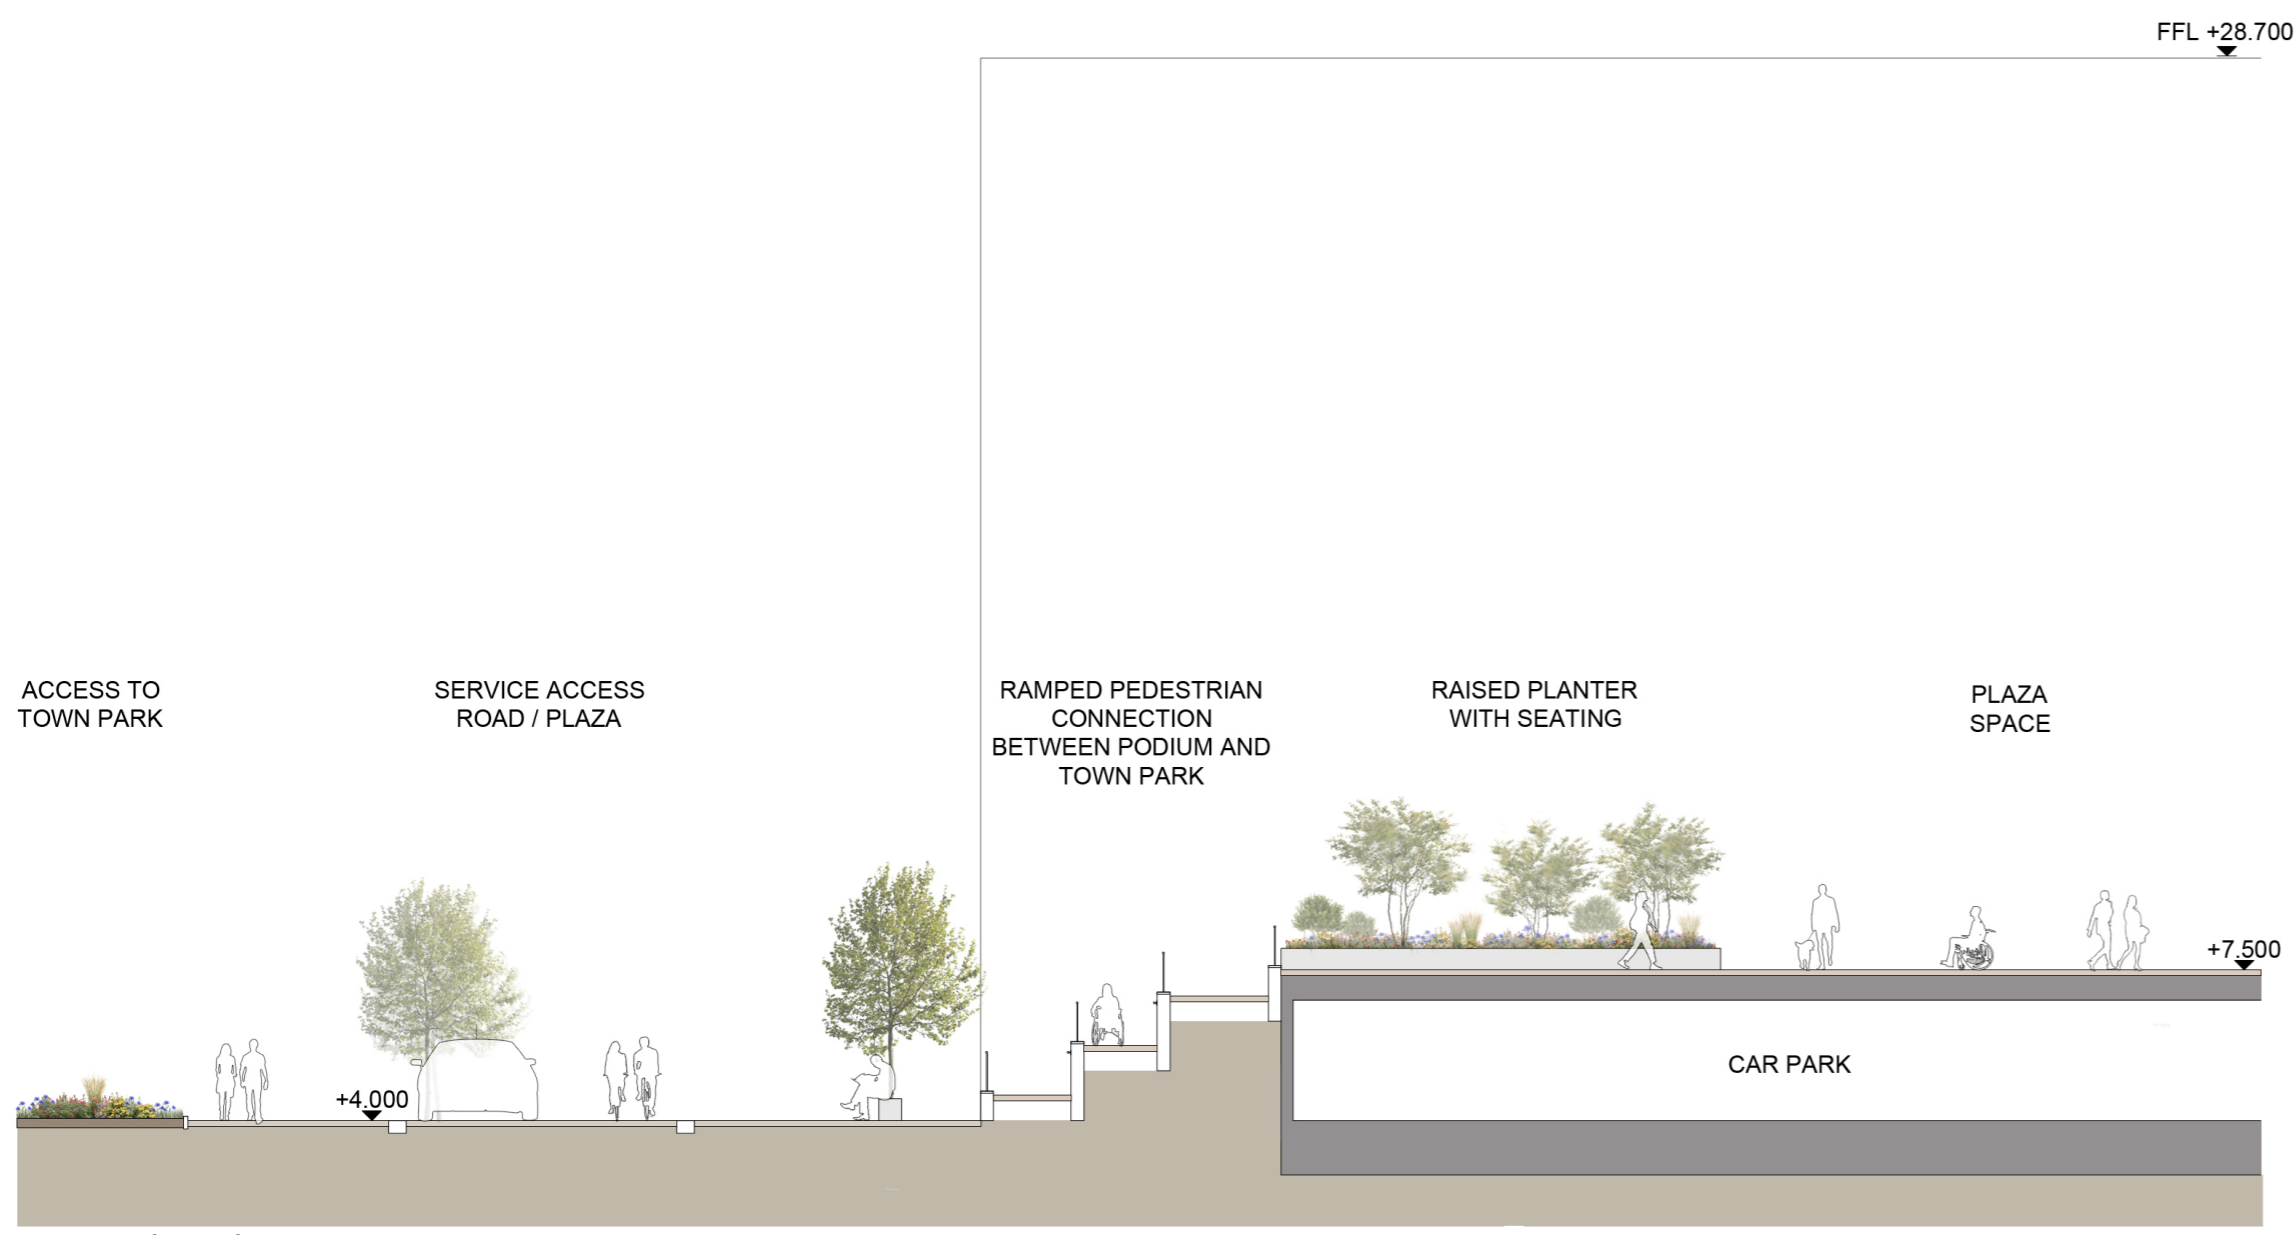 FFL +28.700
ACCESS TO
TOWN PARK
SERVICE ACCESS
ROAD / PLAZA
RAMPED PEDESTRIAN
CONNECTION
BETWEEN PODIUM AND
TOWN PARK
RAISED PLANTER
WITH SEATING
PLAZA
SPACE
+7.500
CAR PARK
+4.000